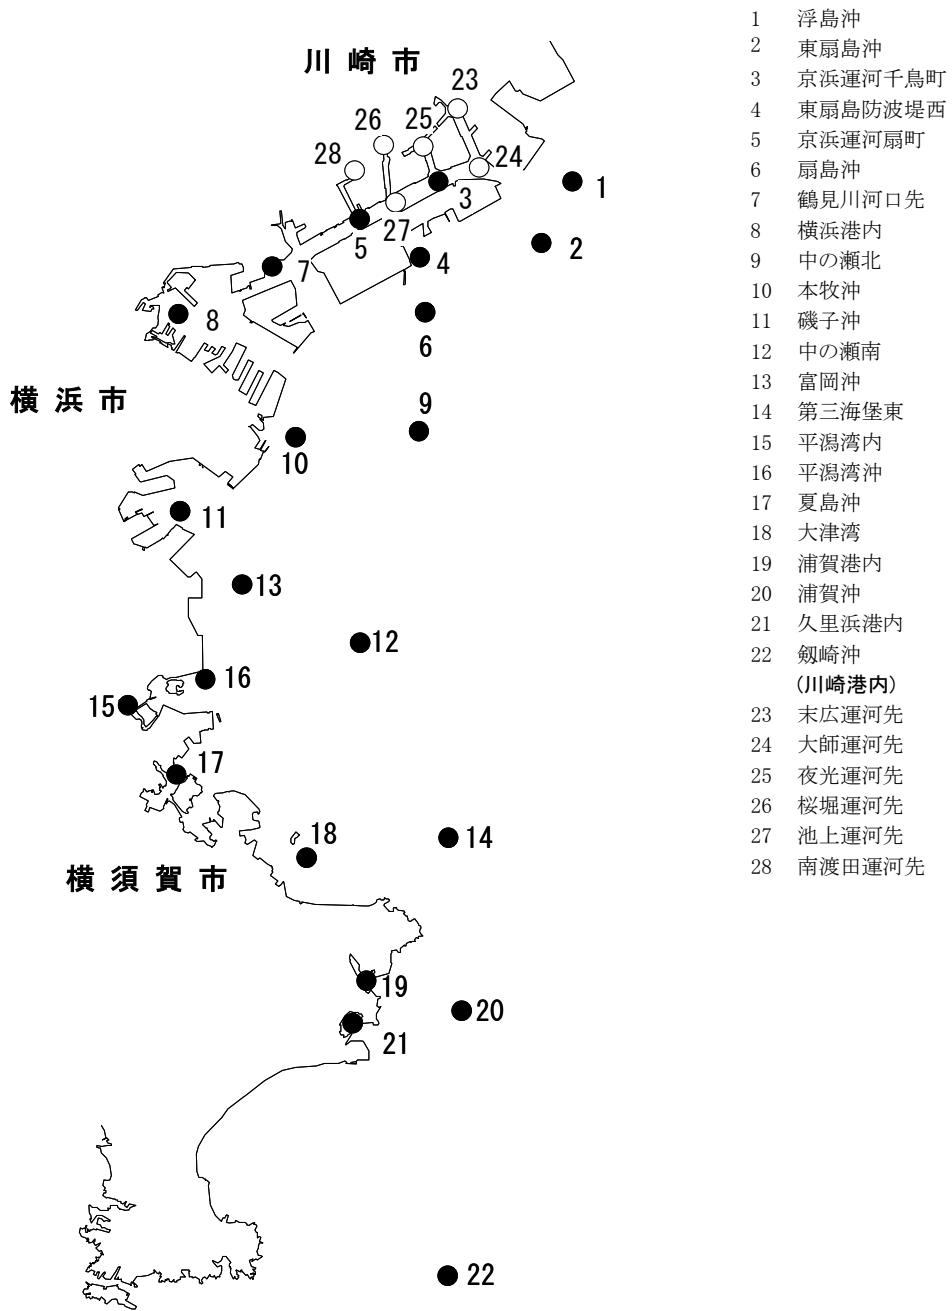 川崎市
23
26
25
28
24
1
3
27
5
2
4
7
8
6
横浜市
9
10
11
13
12
16
15
17
18
14
横須賀市
19
20
21
22
1 浮島沖
2 東扇島沖
3 京浜運河千鳥町
4 東扇島防波堤西
5 京浜運河扇町
6 扇島沖
7 鶴見川河口先
8 横浜港内
9 中の瀬北
10 本牧沖
11 磯子沖
12 中の瀬南
13 富岡沖
14 第三海堡東
15 平潟湾内
16 平潟湾沖
17 夏島沖
18 大津湾
19 浦賀港内
20 浦賀沖
21 久里浜港内
22 剱崎沖
(川崎港内)
23 末広運河先
24 大師運河先
25 夜光運河先
26 桜堀運河先
27 池上運河先
28 南渡田運河先